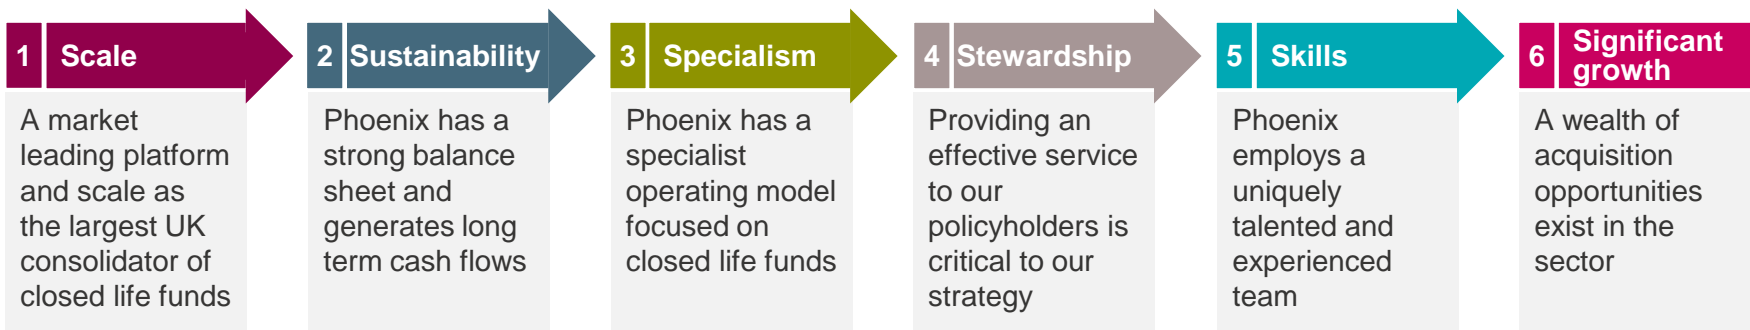 1 Scale
A market
leading platform
and scale as
the largest UK
consolidator of
closed life funds
2 Sustainability
Phoenix has a
strong balance
sheet and
generates long
term cash flows
3 Specialism
Phoenix has a
specialist
operating model
focused on
closed life funds
4 Stewardship
Providing an
effective service
to our
policyholders is
critical to our
strategy
5 Skills
Phoenix
employs a
uniquely
talented and
experienced
team
6 Significant
growth
A wealth of
acquisition
opportunities
exist in the
sector